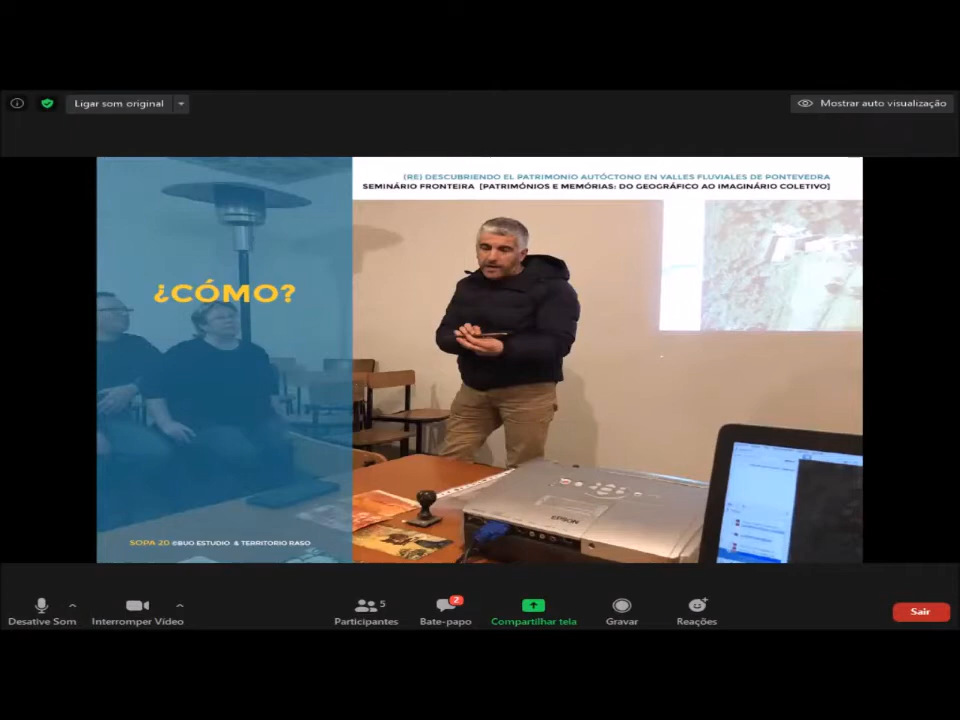 Ligar som original
Mostrar auto visualização
(RE) DESCUBRIENDO EL PATRIMONIO AUTÓCTONO EN VALLES FLUVIALES DE PONTEVEDRA
SEMINÁRIO FRONTEIRA [PATRIMÓNIOS E MEMÓRIAS: DO GEOGRÁFICO AO IMAGINÁRIO COLETIVO]
¿CÓMO?
EPSON
SOPA 20 ©BUO ESTUDIO & TERRITORIO RASO
5
2
Desative Som
Interromper Vídeo
Participantes
Bate-papo
Compartilhar tela
Gravar
Reações
Sair